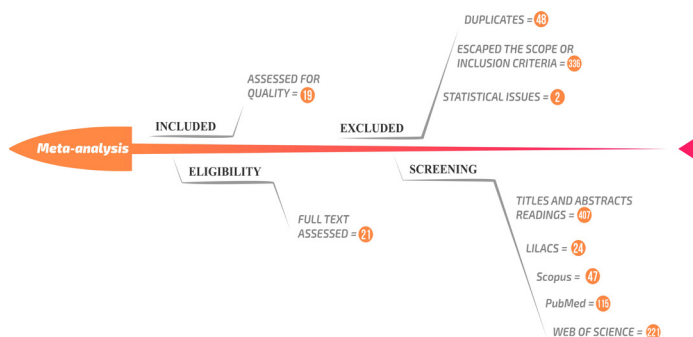 DUPLICATES = 48
ESCAPED THE SCOPE OR
INCLUSION CRITERIA = 336
STATISTICAL ISSUES = 2
EXCLUDED
ASSESSED FOR
QUALITY = 19
INCLUDED
Meta-analysis
ELIGIBILITY
FULL TEXT
ASSESSED = 21
SCREENING
TITLES AND ABSTRACTS
READINGS = 407
LILACS = 24
Scopus = 47
PubMed = 115
WEB OF SCIENCE = 221